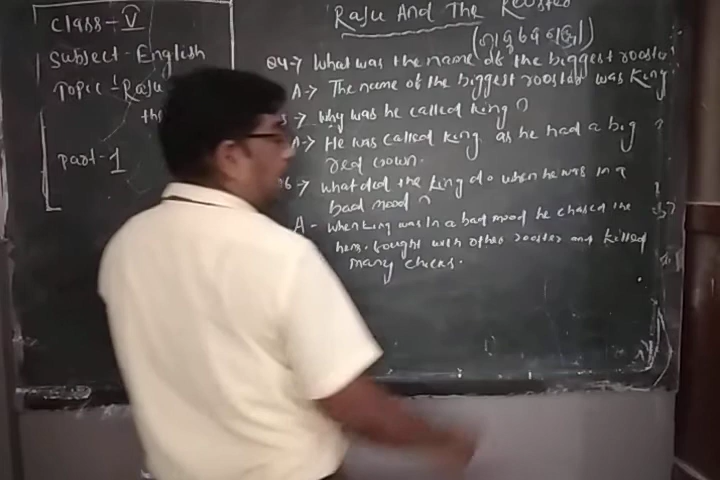 Class - V
Subject - English
Topic : Raju
th
part - 1
Raju And The Rooster
Q4 → What was the name of the biggest rooster
A → The name of the biggest rooster was King.
→ Why was he called King ?
→ He was called King as he had a big
red crown.
6 → What did the King do when he was in a
bad mood ?
A - When King was in a bad mood he chased the
hens. fought with other rooster and killed
many chicks.